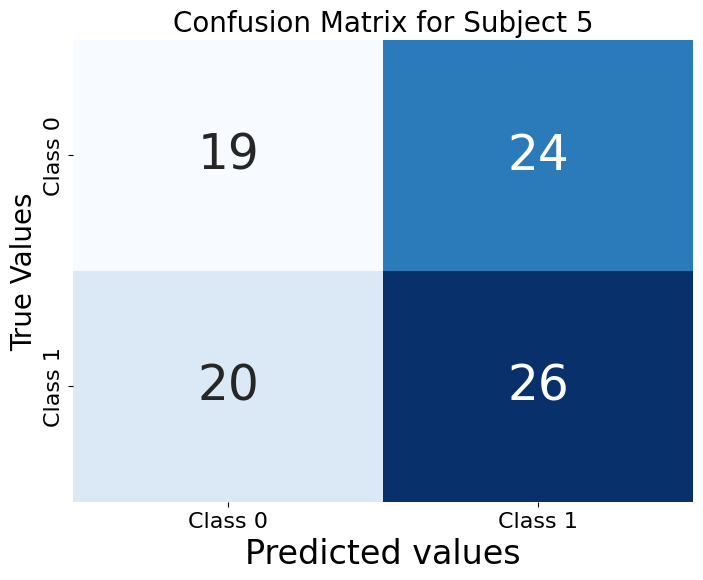 Confusion Matrix for Subject 5
True Values
Class 0
19
24
Class 1
20
26
Class 0
Class 1
Predicted values